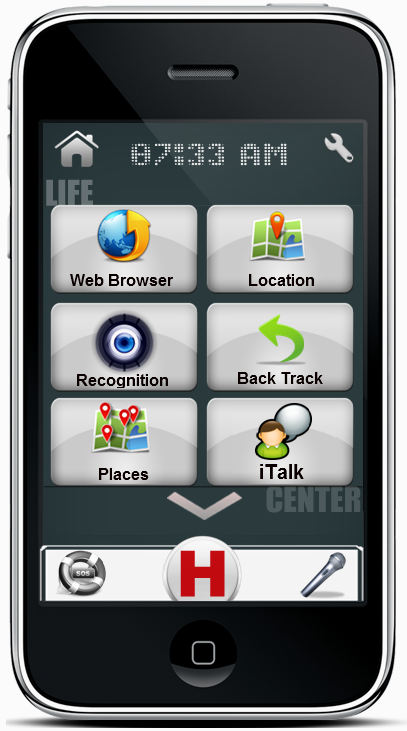 07:33 AM
LIFE
Web Browser
Location
Recognition
Back Track
Places
iTalk
CENTER
SOS
H